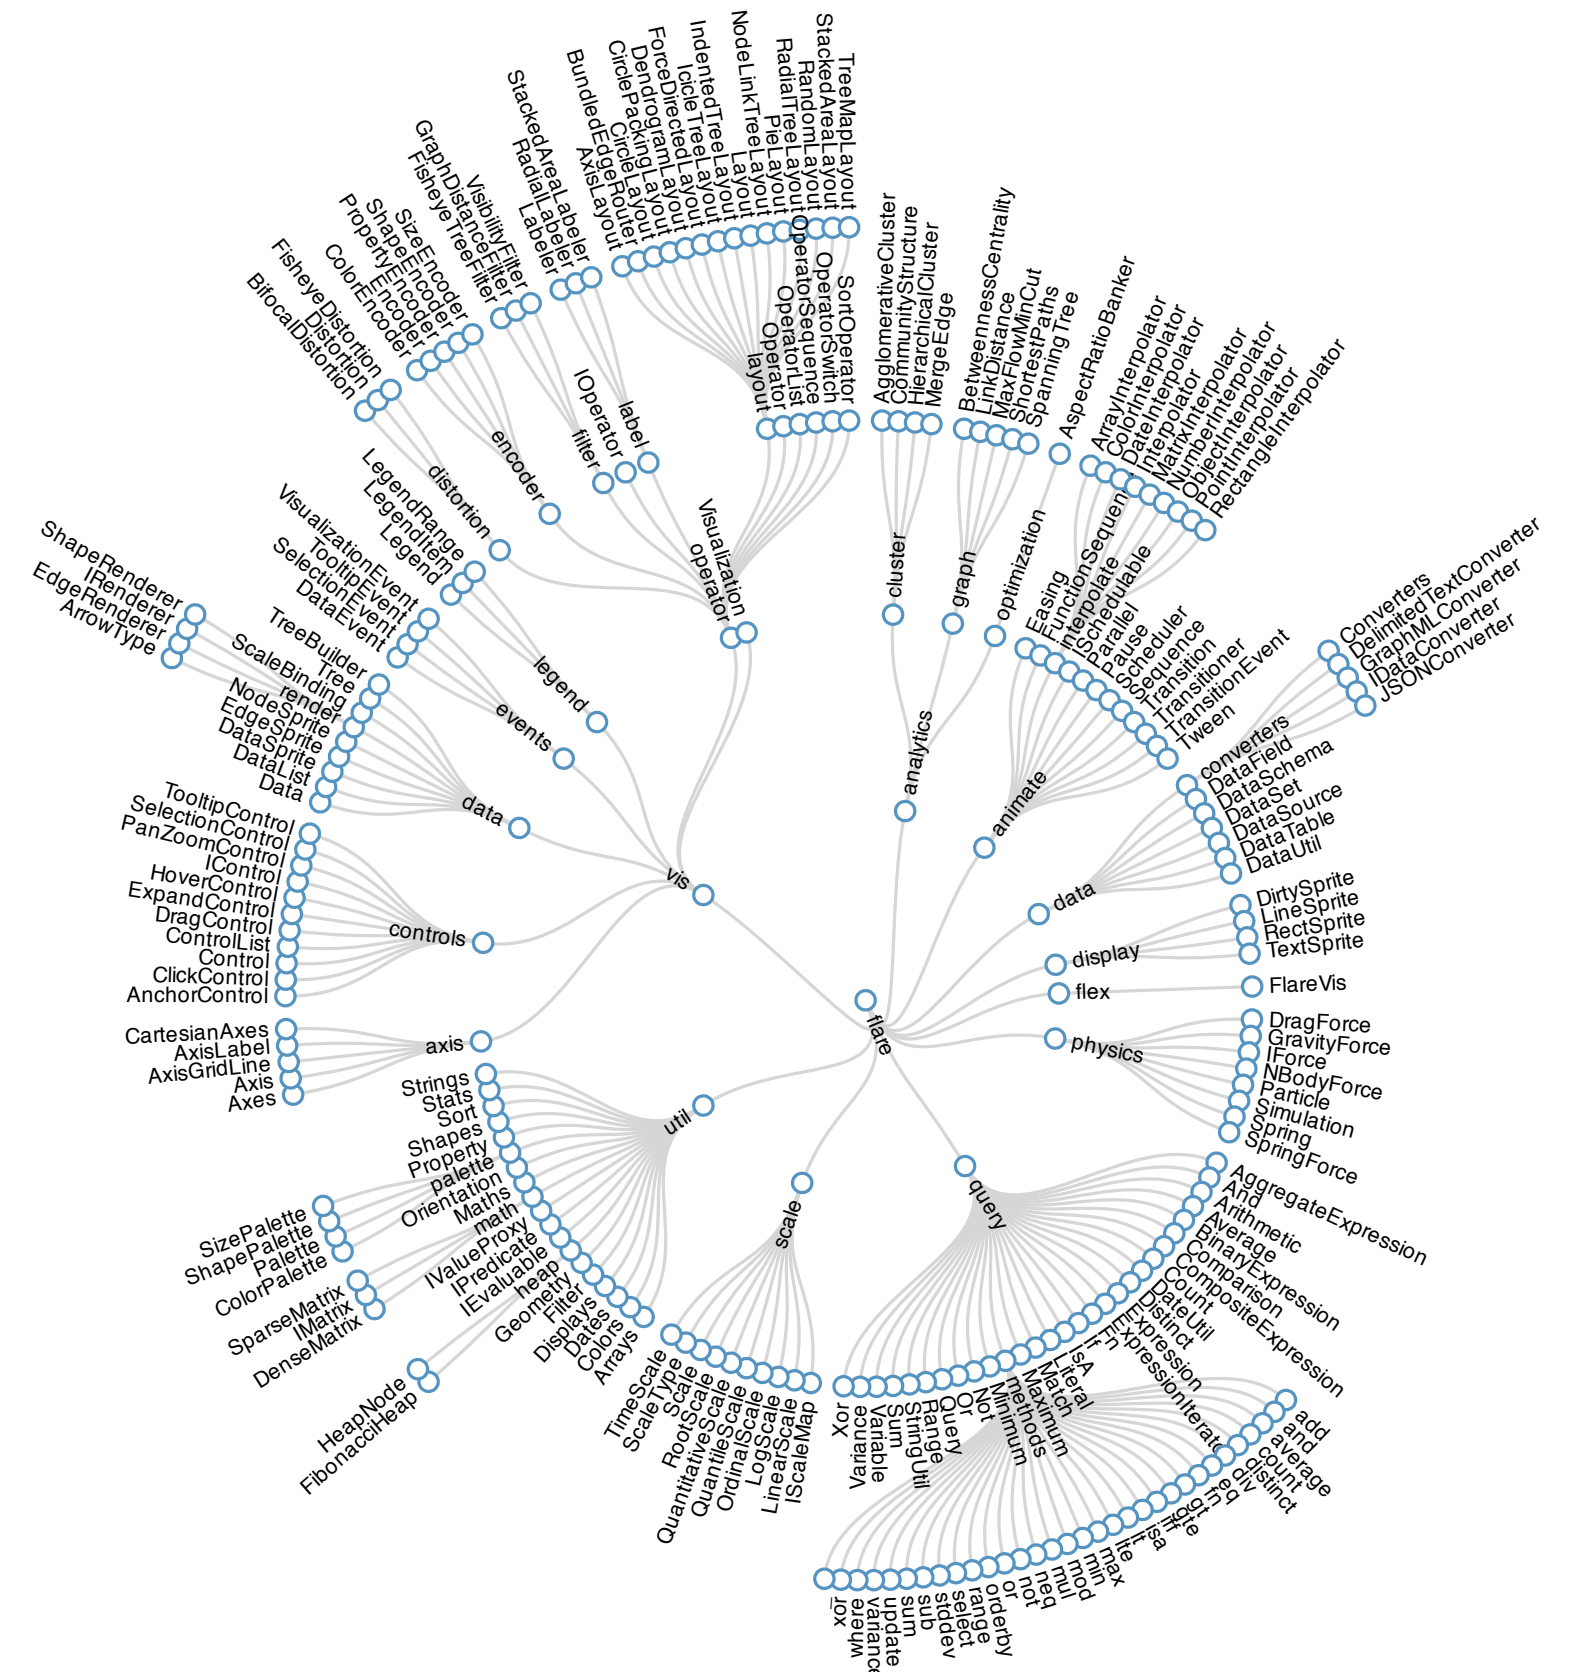 flare
analytics
cluster
AgglomerativeCluster
CommunityStructure
HierarchicalCluster
MergeEdge
graph
BetweennessCentrality
LinkDistance
MaxFlowMinCut
ShortestPaths
SpanningTree
optimization
AspectRatioBanker
animate
Easing
FunctionSequence
interpolate
ArrayInterpolator
ColorInterpolator
DateInterpolator
Interpolator
MatrixInterpolator
NumberInterpolator
ObjectInterpolator
PointInterpolator
RectangleInterpolator
ISchedulable
Parallel
Pause
Scheduler
Sequence
Transition
Transitioner
TransitionEvent
Tween
data
converters
Converters
DelimitedTextConverter
GraphMLConverter
IDataConverter
JSONConverter
DataField
DataSchema
DataSet
DataSource
DataTable
DataUtil
display
DirtySprite
LineSprite
RectSprite
TextSprite
flex
FlareVis
physics
DragForce
GravityForce
IForce
NBodyForce
Particle
Simulation
Spring
SpringForce
query
AggregateExpression
And
Arithmetic
Average
BinaryExpression
Comparison
CompositeExpression
Count
DateUtil
Distinct
Expression
ExpressionIterator
Fn
If
IsA
Literal
Match
Maximum
methods
add
and
average
count
distinct
div
eq
fn
gt
gte
iff
isa
lt
lte
max
min
mod
mul
neq
not
or
orderby
range
select
stddev
sub
sum
update
variance
where
xor
_
Minimum
Not
Or
Query
Range
StringUtil
Sum
Variable
Variance
Xor
scale
IScaleMap
LinearScale
LogScale
OrdinalScale
QuantileScale
QuantitativeScale
RootScale
Scale
ScaleType
TimeScale
util
Arrays
Colors
Dates
Displays
Filter
Geometry
heap
FibonacciHeap
HeapNode
IEvaluable
IPredicate
IValueProxy
math
DenseMatrix
IMatrix
SparseMatrix
Maths
Orientation
palette
ColorPalette
Palette
ShapePalette
SizePalette
Property
Shapes
Sort
Stats
Strings
vis
axis
Axes
Axis
AxisGridLine
AxisLabel
CartesianAxes
controls
AnchorControl
ClickControl
Control
ControlList
DragControl
ExpandControl
HoverControl
IControl
PanZoomControl
SelectionControl
TooltipControl
data
Data
DataList
DataSprite
EdgeSprite
NodeSprite
render
ArrowType
EdgeRenderer
IRenderer
ShapeRenderer
ScaleBinding
Tree
TreeBuilder
events
DataEvent
SelectionEvent
TooltipEvent
VisualizationEvent
legend
Legend
LegendItem
LegendRange
operator
distortion
BifocalDistortion
Distortion
FisheyeDistortion
encoder
ColorEncoder
Encoder
PropertyEncoder
ShapeEncoder
SizeEncoder
filter
FisheyeTreeFilter
GraphDistanceFilter
VisibilityFilter
IOperator
label
Labeler
RadialLabeler
StackedAreaLabeler
layout
AxisLayout
BundledEdgeRouter
CircleLayout
CirclePackingLayout
DendrogramLayout
ForceDirectedLayout
IcicleTreeLayout
IndentedTreeLayout
Layout
NodeLinkTreeLayout
PieLayout
RadialTreeLayout
RandomLayout
StackedAreaLayout
TreeMapLayout
Operator
OperatorList
OperatorSequence
OperatorSwitch
SortOperator
Visualization